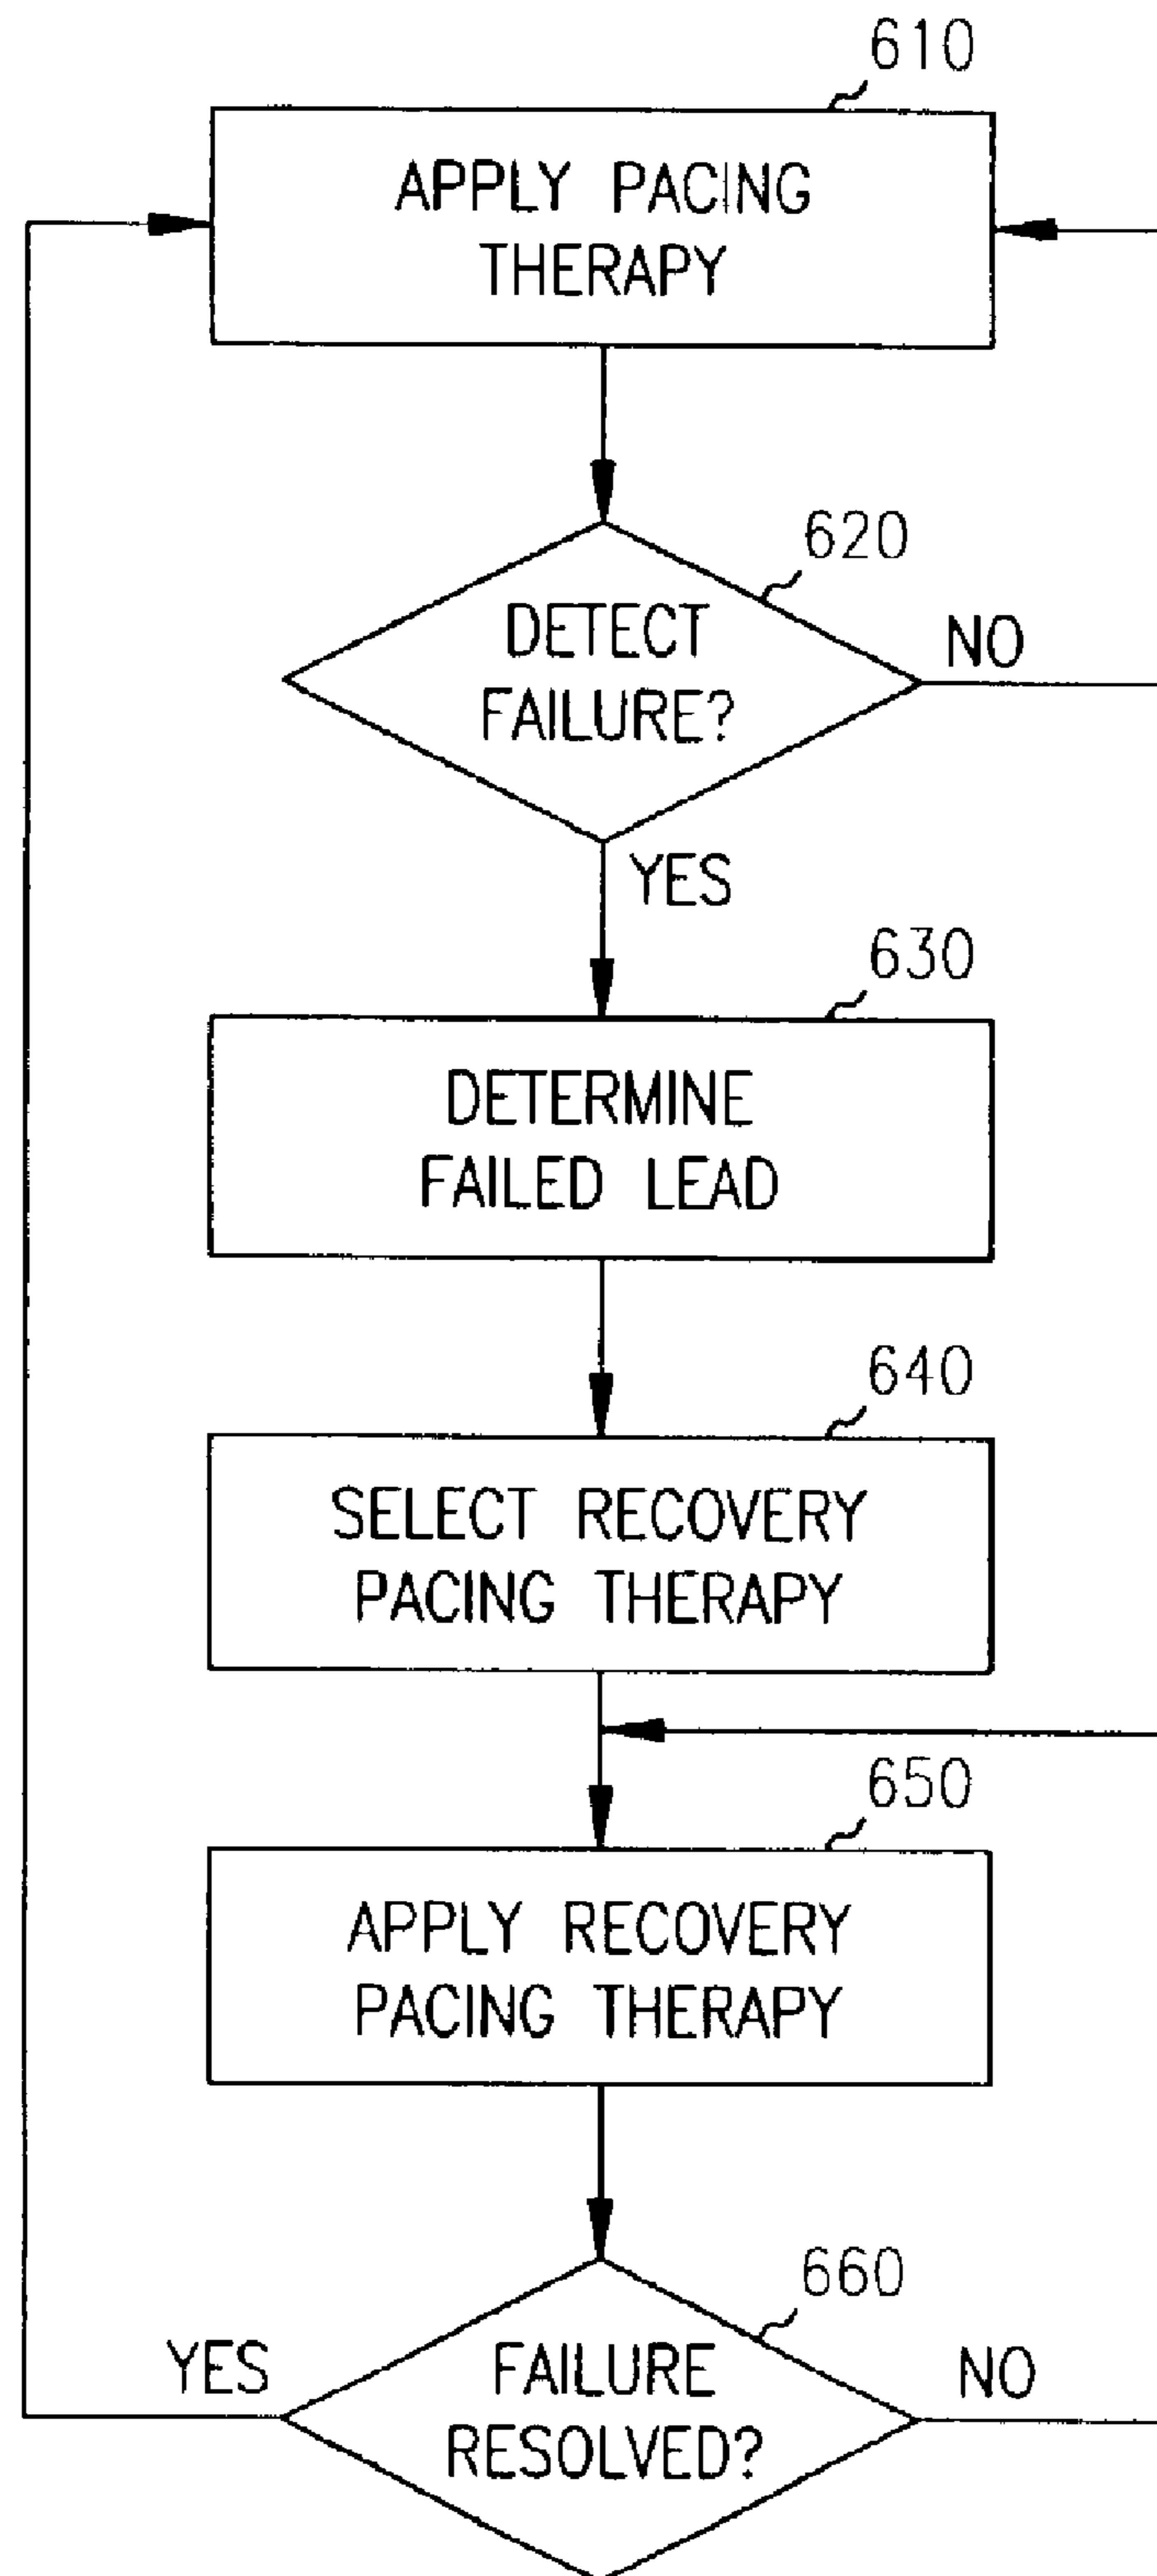 610
APPLY PACING
THERAPY
620
DETECT
FAILURE?
NO
YES
630
DETERMINE
FAILED LEAD
640
SELECT RECOVERY
PACING THERAPY
650
APPLY RECOVERY
PACING THERAPY
660
YES
FAILURE
RESOLVED?
NO